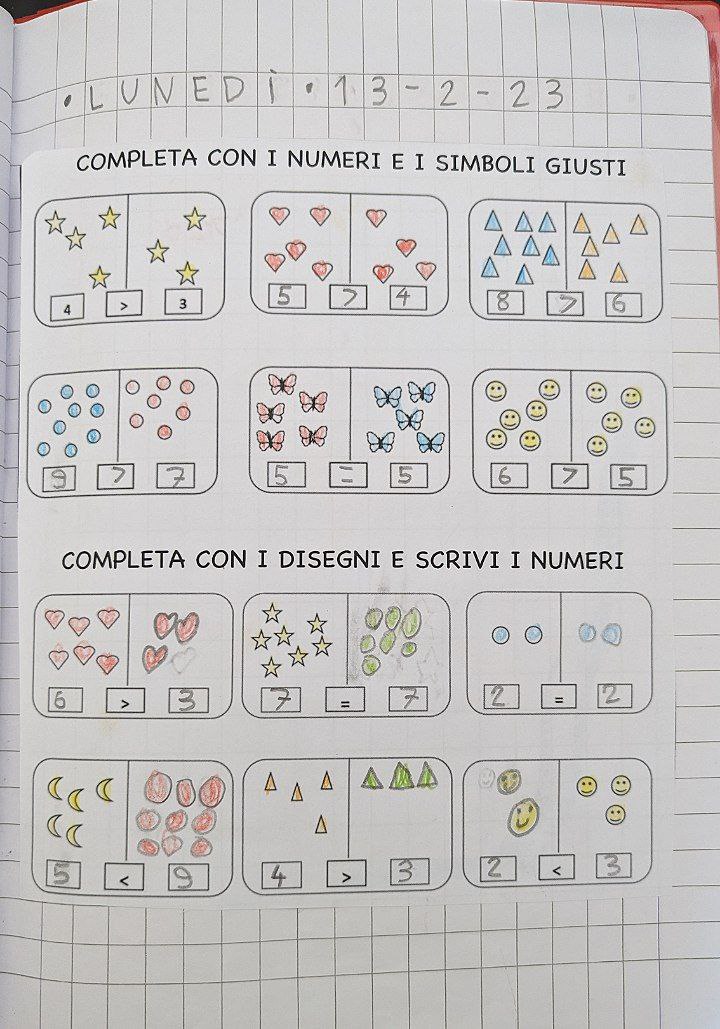 • LUNEDÌ • 13-2-23
COMPLETA CON I NUMERI E I SIMBOLI GIUSTI
4 > 3 5 > 4 8 > 6
9 > 7 5 = 5 6 > 5
COMPLETA CON I DISEGNI E SCRIVI I NUMERI
6 > 3 7 = 7 2 = 2
5 < 9 4 > 3 2 < 3